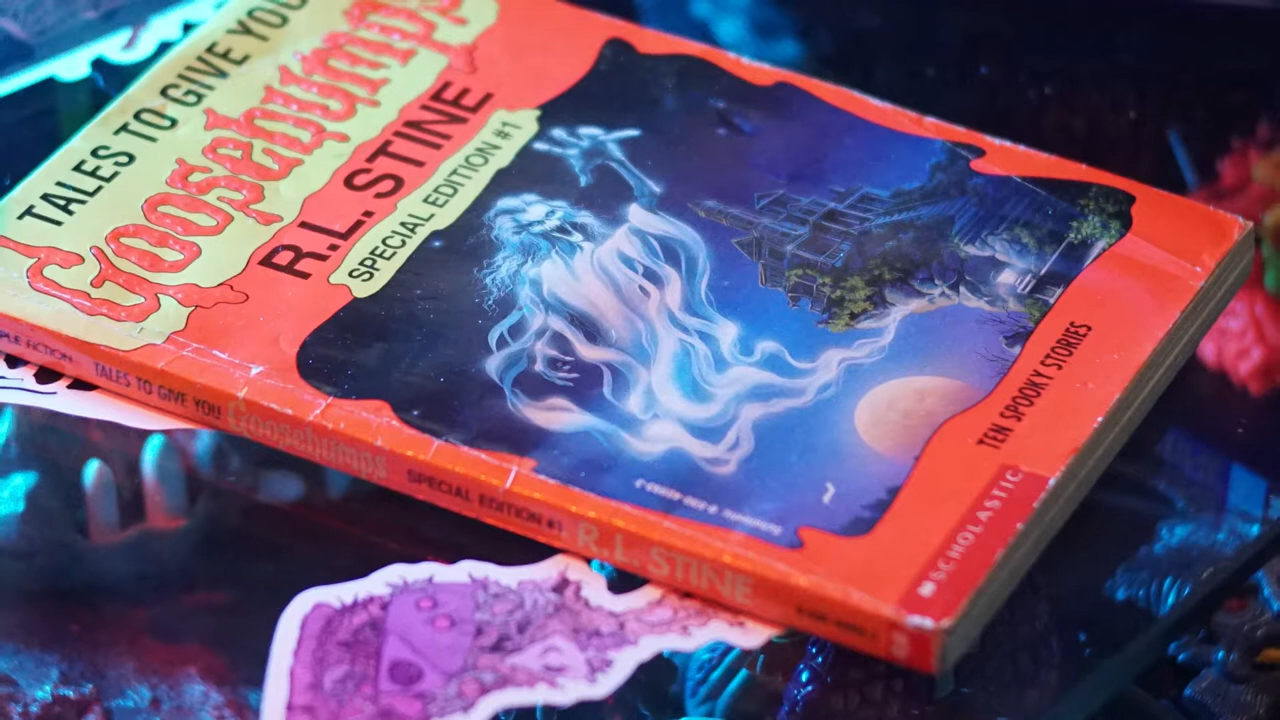 TALES TO GIVE YOU
Goosebumps
R.L. STINE
SPECIAL EDITION #1
TEN SPOOKY STORIES
SCHOLASTIC
FICTION
TALES TO GIVE YOU Goosebumps SPECIAL EDITION #1 R.L. STINE